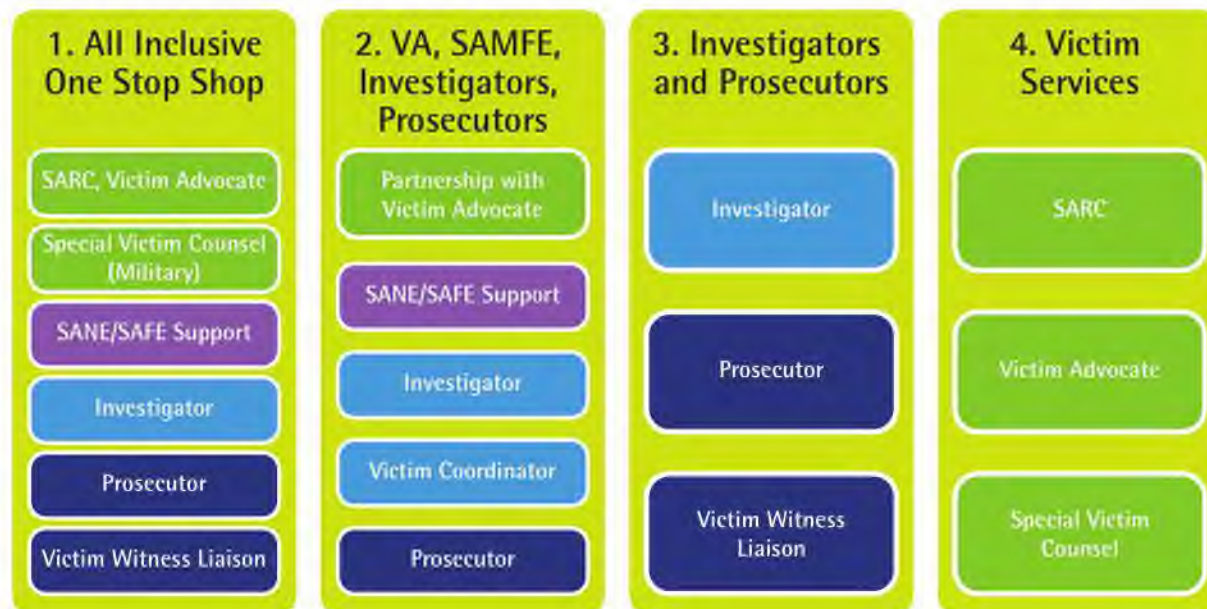 1. All Inclusive
One Stop Shop
SARC, Victim Advocate
Special Victim Counsel
(Military)
SANE/SAFE Support
Investigator
Prosecutor
Victim Witness Liaison
2. VA, SAMFE,
Investigators,
Prosecutors
Partnership with
Victim Advocate
SANE/SAFE Support
Investigator
Victim Coordinator
Prosecutor
3. Investigators
and Prosecutors
Investigator
Prosecutor
Victim Witness
Liaison
4. Victim
Services
SARC
Victim Advocate
Special Victim
Counsel